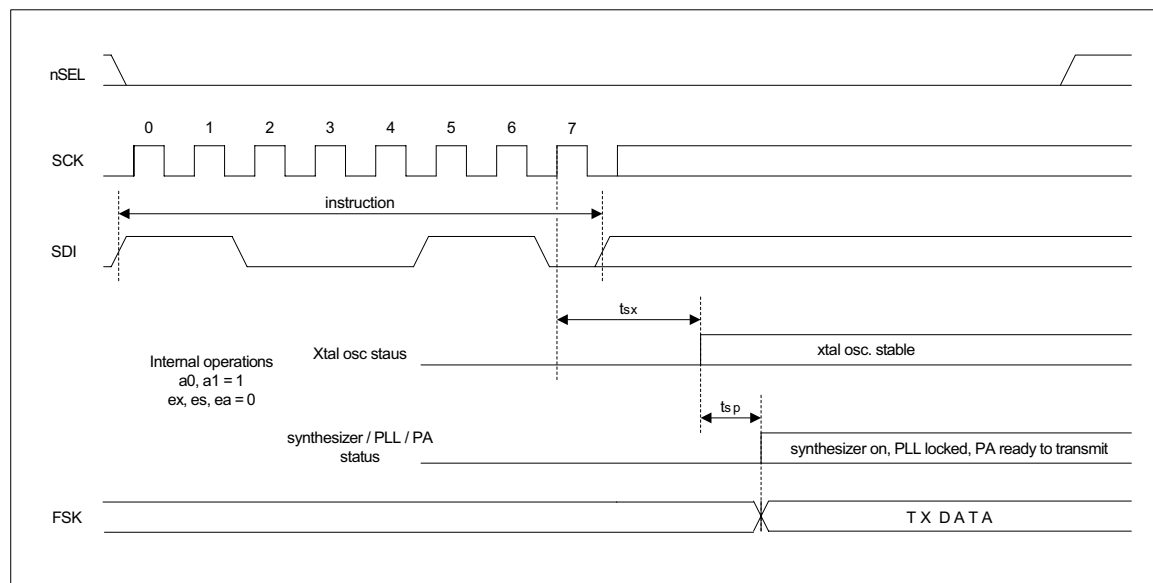 nSEL
0 1 2 3 4 5 6 7
SCK
instruction
SDI
tsx
Xtal osc staus
xtal osc. stable
Internal operations
a0, a1 = 1
ex, es, ea = 0
tsp
synthesizer / PLL / PA
status
synthesizer on, PLL locked, PA ready to transmit
FSK
TX DATA